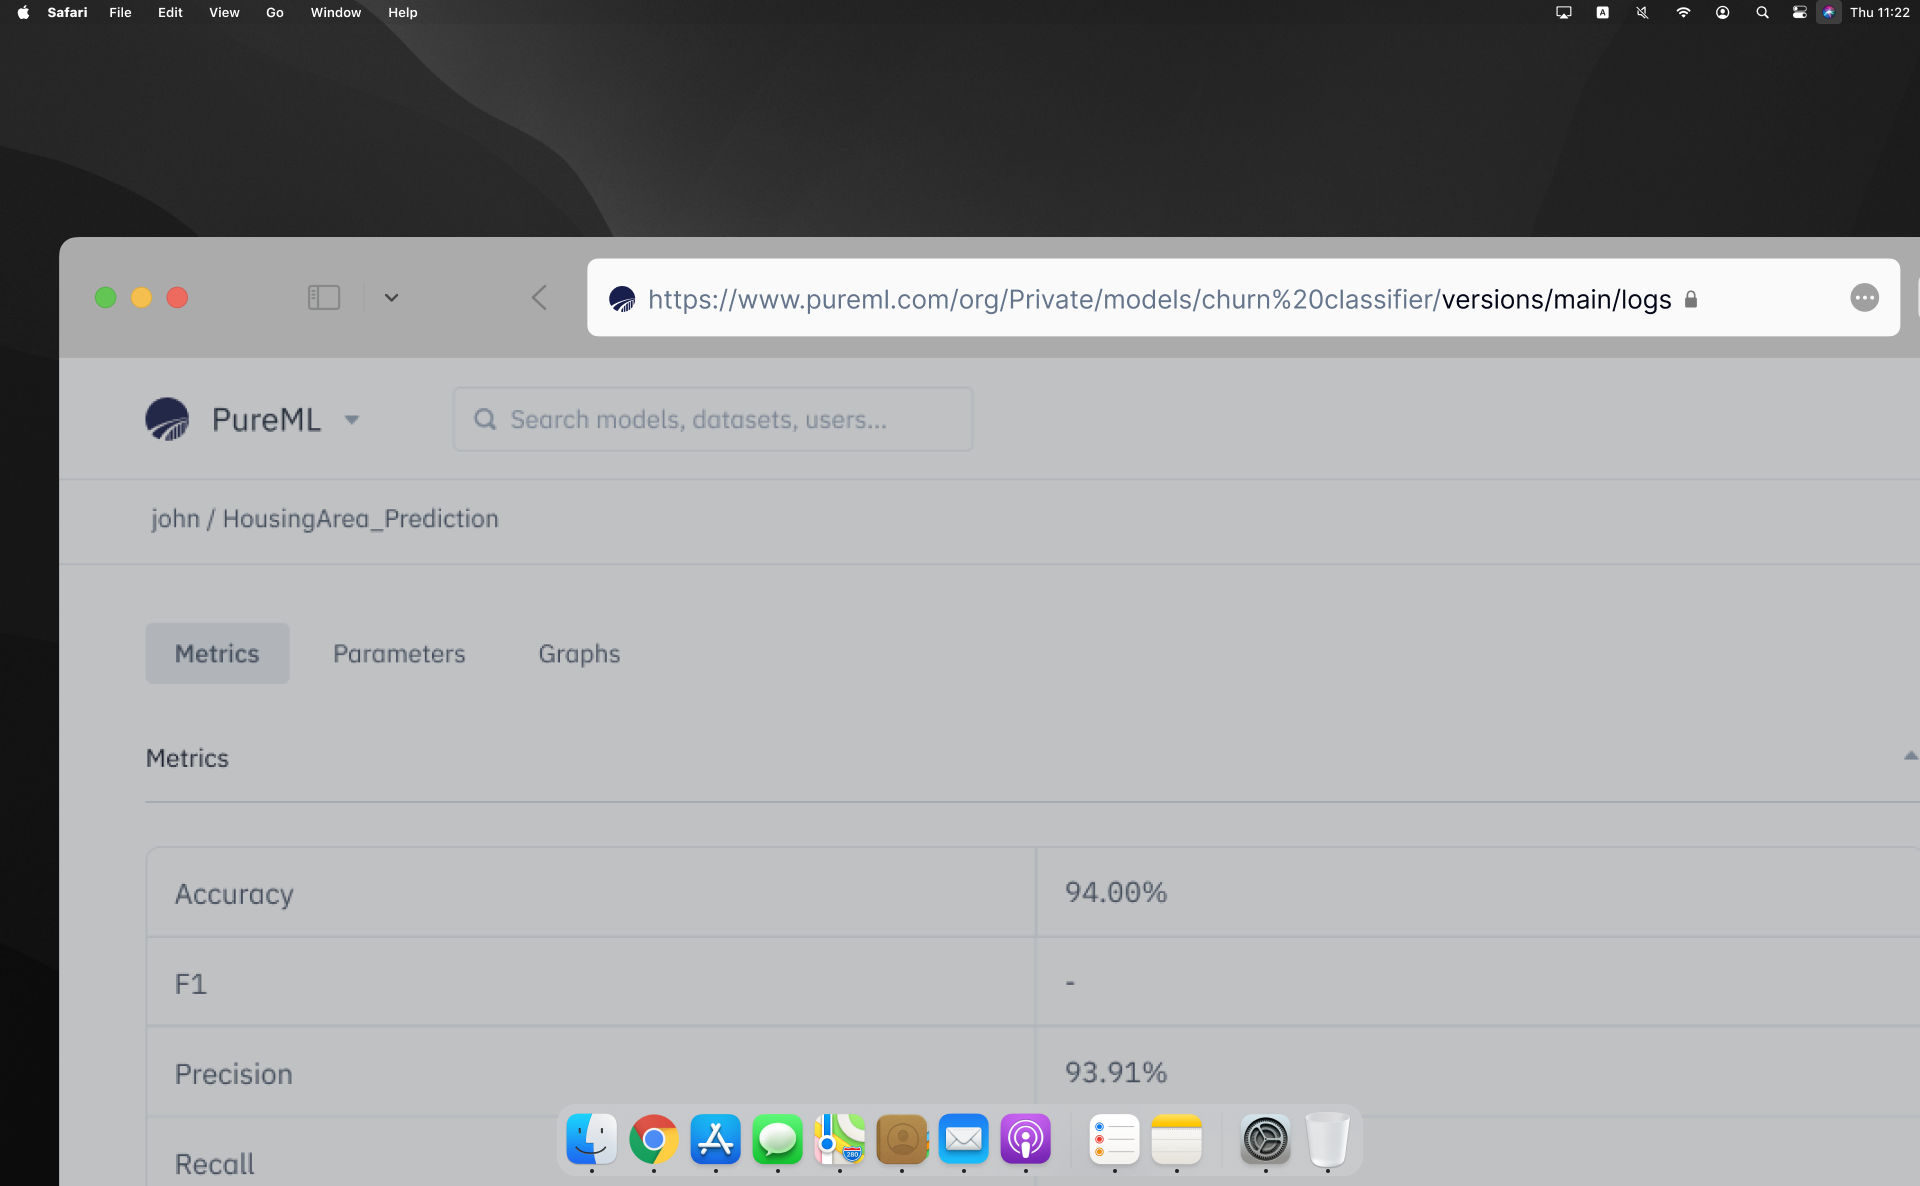 Safari File Edit View Go Window Help
A
Thu 11:22
https://www.pureml.com/org/Private/models/churn%20classifier/versions/main/logs
PureML
Search models, datasets, users...
john / HousingArea_Prediction
Metrics Parameters Graphs
Metrics
Accuracy 94.00%
F1 -
Precision 93.91%
Recall
280